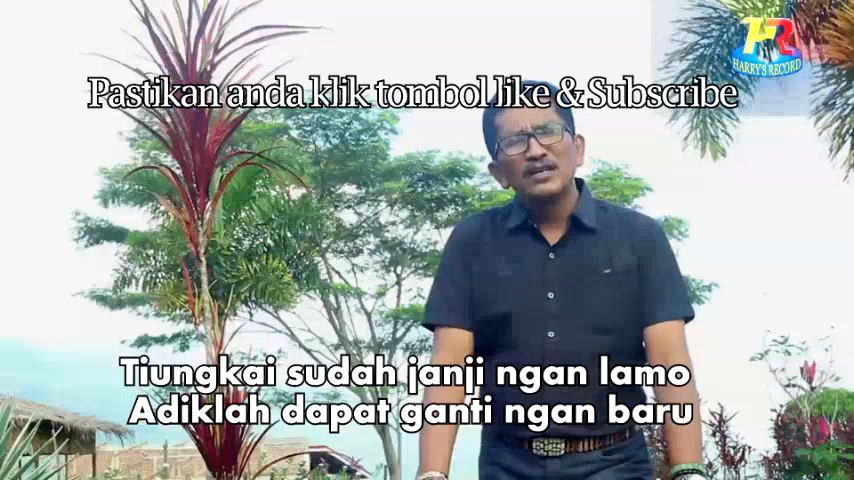 HR
HARRY'S RECORD
Pastikan anda klik tombol like & Subscribe
Tiungkai sudah janji ngan lamo
Adiklah dapat ganti ngan baru